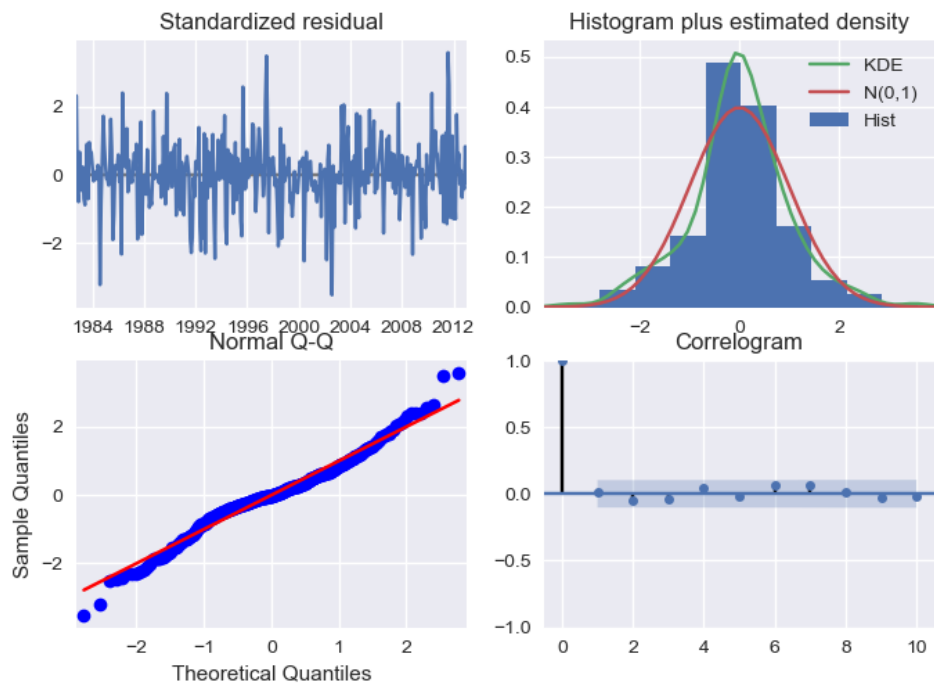 Standardized residual
2
0
−2
1984 1988 1992 1996 2000 2004 2008 2012
Histogram plus estimated density
0.5
0.4
0.3
0.2
0.1
0.0
KDE
N(0,1)
Hist
−2 0 2
Normal Q-Q
Sample Quantiles
2
0
−2
−2 −1 0 1 2
Theoretical Quantiles
Correlogram
1.0
0.5
0.0
−0.5
−1.0
0 2 4 6 8 10